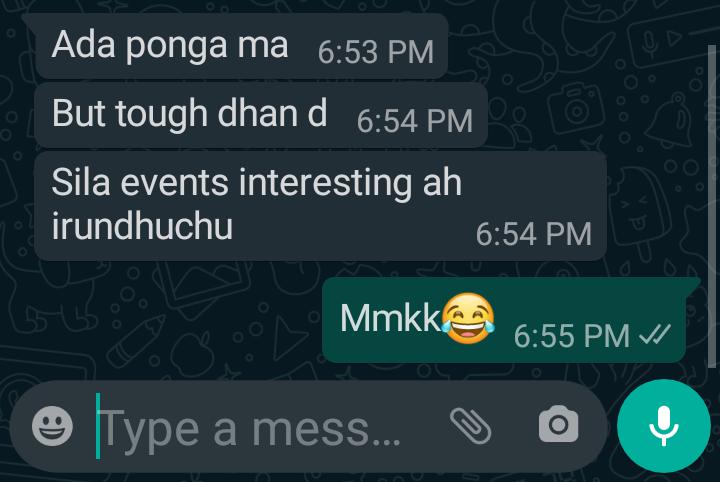 Ada ponga ma 6:53 PM
But tough dhan d 6:54 PM
Sila events interesting ah
irundhuchu 6:54 PM
Mmkk😂 6:55 PM
Type a mess...